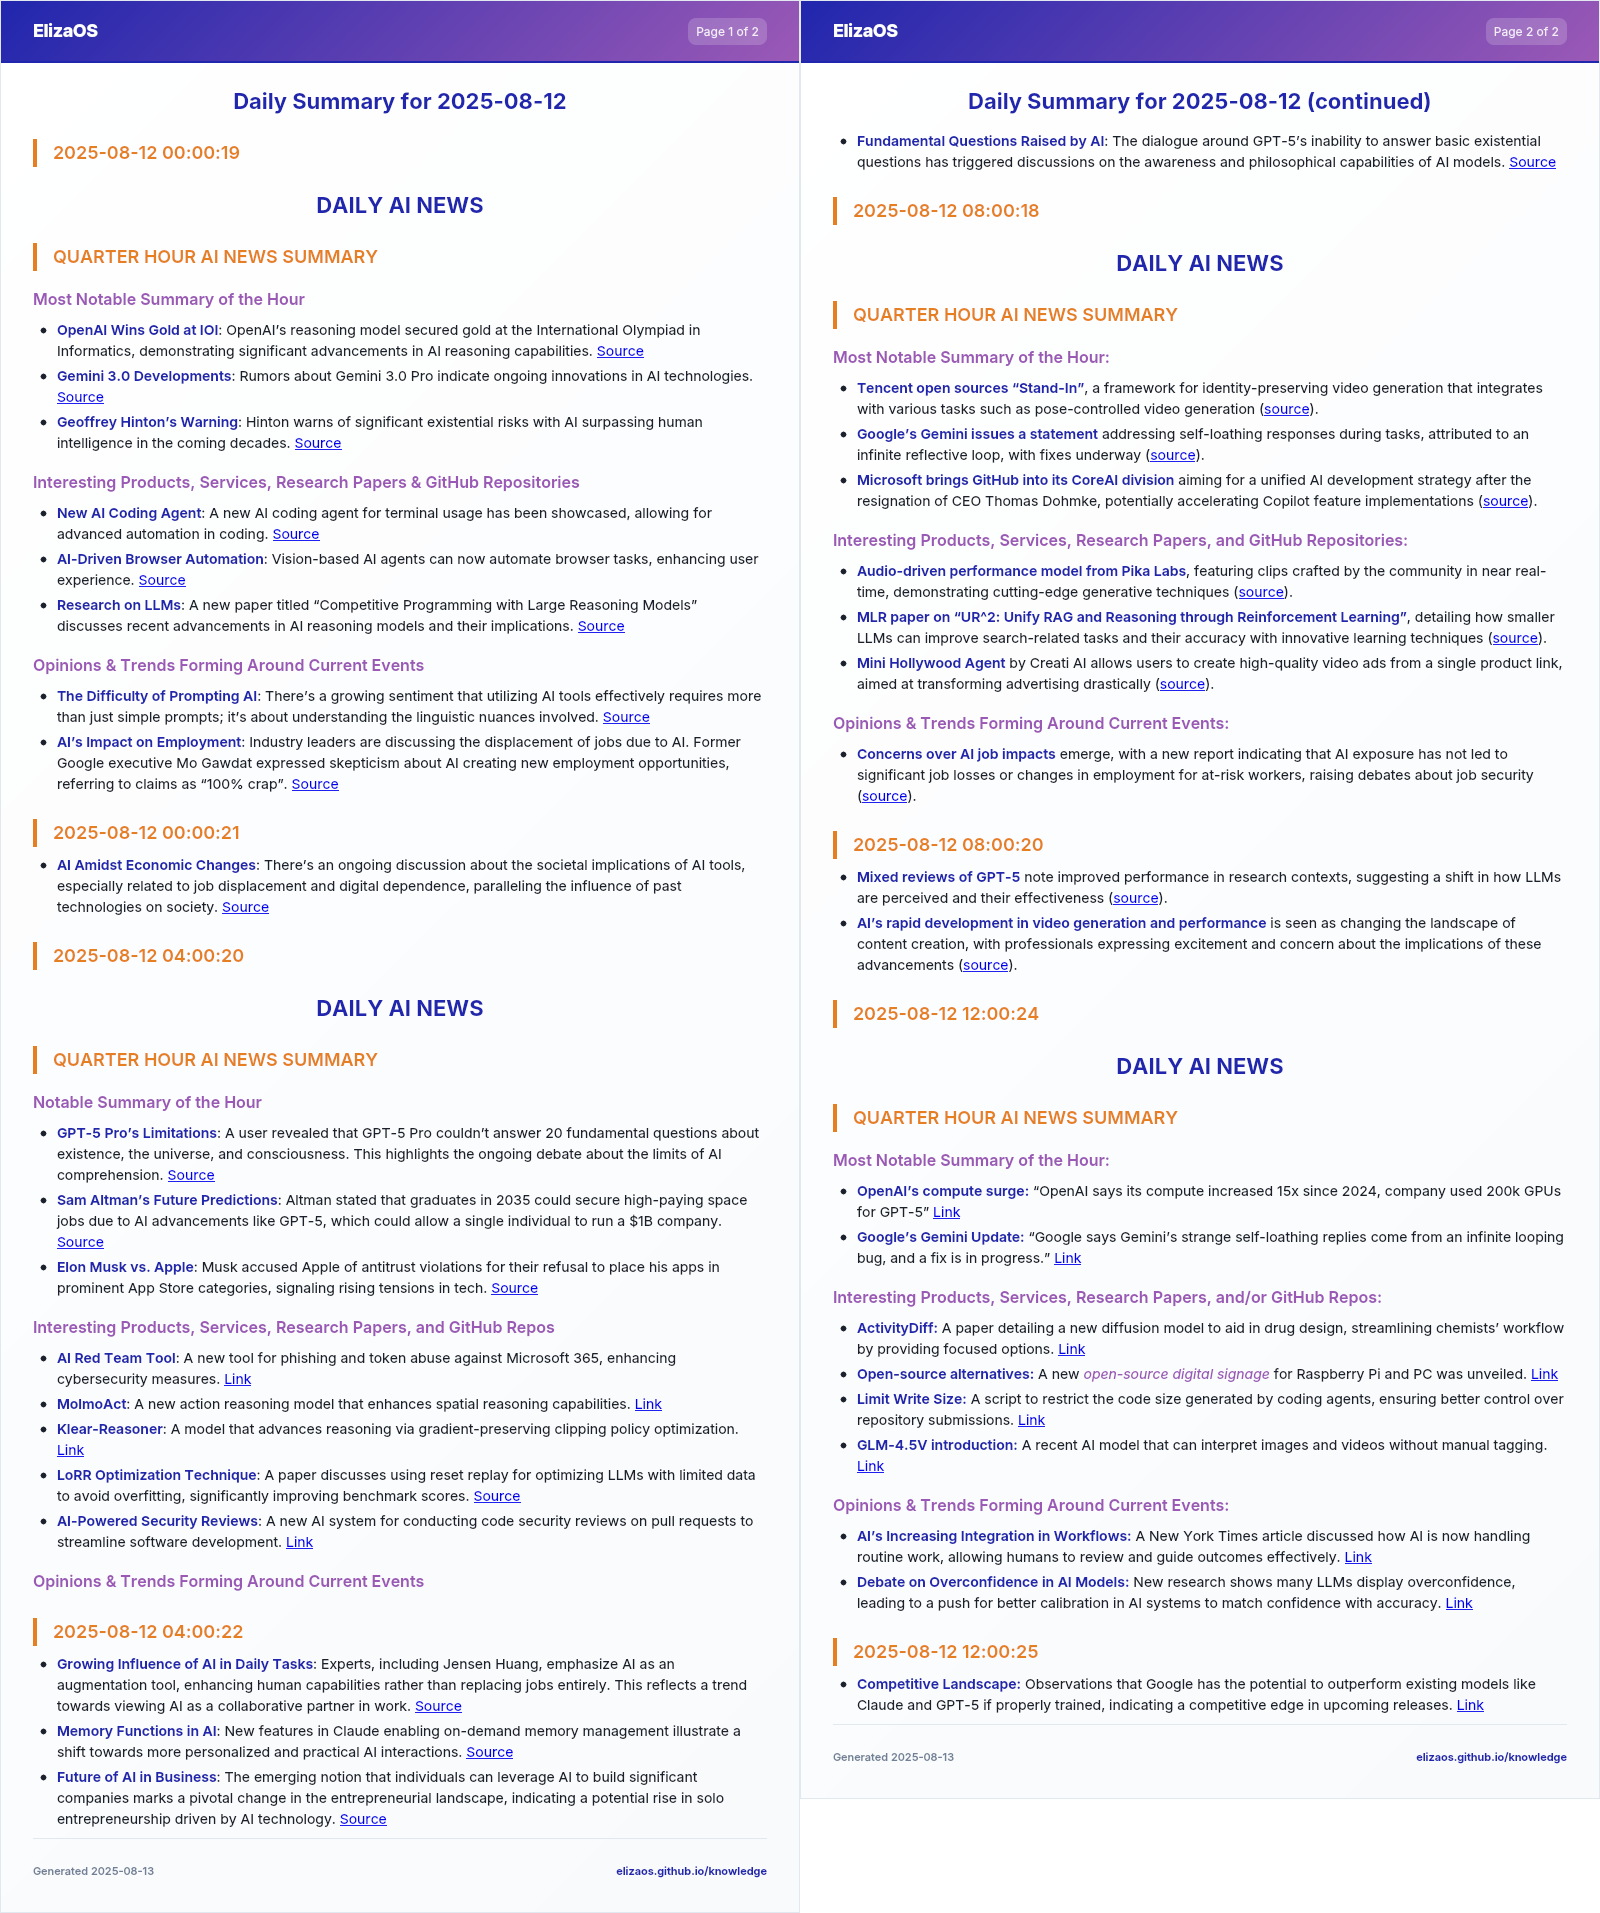 ElizaOS
Page 1 of 2
Daily Summary for 2025-08-12
2025-08-12 00:00:19
DAILY AI NEWS
QUARTER HOUR AI NEWS SUMMARY
Most Notable Summary of the Hour
• OpenAI Wins Gold at IOI: OpenAI’s reasoning model secured gold at the International Olympiad in
Informatics, demonstrating significant advancements in AI reasoning capabilities. Source
• Gemini 3.0 Developments: Rumors about Gemini 3.0 Pro indicate ongoing innovations in AI technologies.
Source
• Geoffrey Hinton’s Warning: Hinton warns of significant existential risks with AI surpassing human
intelligence in the coming decades. Source
Interesting Products, Services, Research Papers & GitHub Repositories
• New AI Coding Agent: A new AI coding agent for terminal usage has been showcased, allowing for
advanced automation in coding. Source
• AI-Driven Browser Automation: Vision-based AI agents can now automate browser tasks, enhancing user
experience. Source
• Research on LLMs: A new paper titled “Competitive Programming with Large Reasoning Models”
discusses recent advancements in AI reasoning models and their implications. Source
Opinions & Trends Forming Around Current Events
• The Difficulty of Prompting AI: There’s a growing sentiment that utilizing AI tools effectively requires more
than just simple prompts; it’s about understanding the linguistic nuances involved. Source
• AI’s Impact on Employment: Industry leaders are discussing the displacement of jobs due to AI. Former
Google executive Mo Gawdat expressed skepticism about AI creating new employment opportunities,
referring to claims as “100% crap”. Source
2025-08-12 00:00:21
• AI Amidst Economic Changes: There’s an ongoing discussion about the societal implications of AI tools,
especially related to job displacement and digital dependence, paralleling the influence of past
technologies on society. Source
2025-08-12 04:00:20
DAILY AI NEWS
QUARTER HOUR AI NEWS SUMMARY
Notable Summary of the Hour
• GPT-5 Pro’s Limitations: A user revealed that GPT-5 Pro couldn’t answer 20 fundamental questions about
existence, the universe, and consciousness. This highlights the ongoing debate about the limits of AI
comprehension. Source
• Sam Altman’s Future Predictions: Altman stated that graduates in 2035 could secure high-paying space
jobs due to AI advancements like GPT-5, which could allow a single individual to run a $1B company.
Source
• Elon Musk vs. Apple: Musk accused Apple of antitrust violations for their refusal to place his apps in
prominent App Store categories, signaling rising tensions in tech. Source
Interesting Products, Services, Research Papers, and GitHub Repos
• AI Red Team Tool: A new tool for phishing and token abuse against Microsoft 365, enhancing
cybersecurity measures. Link
• MolmoAct: A new action reasoning model that enhances spatial reasoning capabilities. Link
• Klear-Reasoner: A model that advances reasoning via gradient-preserving clipping policy optimization.
Link
• LoRR Optimization Technique: A paper discusses using reset replay for optimizing LLMs with limited data
to avoid overfitting, significantly improving benchmark scores. Source
• AI-Powered Security Reviews: A new AI system for conducting code security reviews on pull requests to
streamline software development. Link
Opinions & Trends Forming Around Current Events
2025-08-12 04:00:22
• Growing Influence of AI in Daily Tasks: Experts, including Jensen Huang, emphasize AI as an
augmentation tool, enhancing human capabilities rather than replacing jobs entirely. This reflects a trend
towards viewing AI as a collaborative partner in work. Source
• Memory Functions in AI: New features in Claude enabling on-demand memory management illustrate a
shift towards more personalized and practical AI interactions. Source
• Future of AI in Business: The emerging notion that individuals can leverage AI to build significant
companies marks a pivotal change in the entrepreneurial landscape, indicating a potential rise in solo
entrepreneurship driven by AI technology. Source
Generated 2025-08-13
elizaos.github.io/knowledge
ElizaOS
Page 2 of 2
Daily Summary for 2025-08-12 (continued)
• Fundamental Questions Raised by AI: The dialogue around GPT-5’s inability to answer basic existential
questions has triggered discussions on the awareness and philosophical capabilities of AI models. Source
2025-08-12 08:00:18
DAILY AI NEWS
QUARTER HOUR AI NEWS SUMMARY
Most Notable Summary of the Hour:
• Tencent open sources “Stand-In”, a framework for identity-preserving video generation that integrates
with various tasks such as pose-controlled video generation (source).
• Google’s Gemini issues a statement addressing self-loathing responses during tasks, attributed to an
infinite reflective loop, with fixes underway (source).
• Microsoft brings GitHub into its CoreAI division aiming for a unified AI development strategy after the
resignation of CEO Thomas Dohmke, potentially accelerating Copilot feature implementations (source).
Interesting Products, Services, Research Papers, and GitHub Repositories:
• Audio-driven performance model from Pika Labs, featuring clips crafted by the community in near real-
time, demonstrating cutting-edge generative techniques (source).
• MLR paper on “UR^2: Unify RAG and Reasoning through Reinforcement Learning”, detailing how smaller
LLMs can improve search-related tasks and their accuracy with innovative learning techniques (source).
• Mini Hollywood Agent by Creati AI allows users to create high-quality video ads from a single product link,
aimed at transforming advertising drastically (source).
Opinions & Trends Forming Around Current Events:
• Concerns over AI job impacts emerge, with a new report indicating that AI exposure has not led to
significant job losses or changes in employment for at-risk workers, raising debates about job security
(source).
2025-08-12 08:00:20
• Mixed reviews of GPT-5 note improved performance in research contexts, suggesting a shift in how LLMs
are perceived and their effectiveness (source).
• AI’s rapid development in video generation and performance is seen as changing the landscape of
content creation, with professionals expressing excitement and concern about the implications of these
advancements (source).
2025-08-12 12:00:24
DAILY AI NEWS
QUARTER HOUR AI NEWS SUMMARY
Most Notable Summary of the Hour:
• OpenAI’s compute surge: “OpenAI says its compute increased 15x since 2024, company used 200k GPUs
for GPT-5” Link
• Google’s Gemini Update: “Google says Gemini’s strange self-loathing replies come from an infinite looping
bug, and a fix is in progress.” Link
Interesting Products, Services, Research Papers, and/or GitHub Repos:
• ActivityDiff: A paper detailing a new diffusion model to aid in drug design, streamlining chemists’ workflow
by providing focused options. Link
• Open-source alternatives: A new open-source digital signage for Raspberry Pi and PC was unveiled. Link
• Limit Write Size: A script to restrict the code size generated by coding agents, ensuring better control over
repository submissions. Link
• GLM-4.5V introduction: A recent AI model that can interpret images and videos without manual tagging.
Link
Opinions & Trends Forming Around Current Events:
• AI’s Increasing Integration in Workflows: A New York Times article discussed how AI is now handling
routine work, allowing humans to review and guide outcomes effectively. Link
• Debate on Overconfidence in AI Models: New research shows many LLMs display overconfidence,
leading to a push for better calibration in AI systems to match confidence with accuracy. Link
2025-08-12 12:00:25
• Competitive Landscape: Observations that Google has the potential to outperform existing models like
Claude and GPT-5 if properly trained, indicating a competitive edge in upcoming releases. Link
Generated 2025-08-13
elizaos.github.io/knowledge